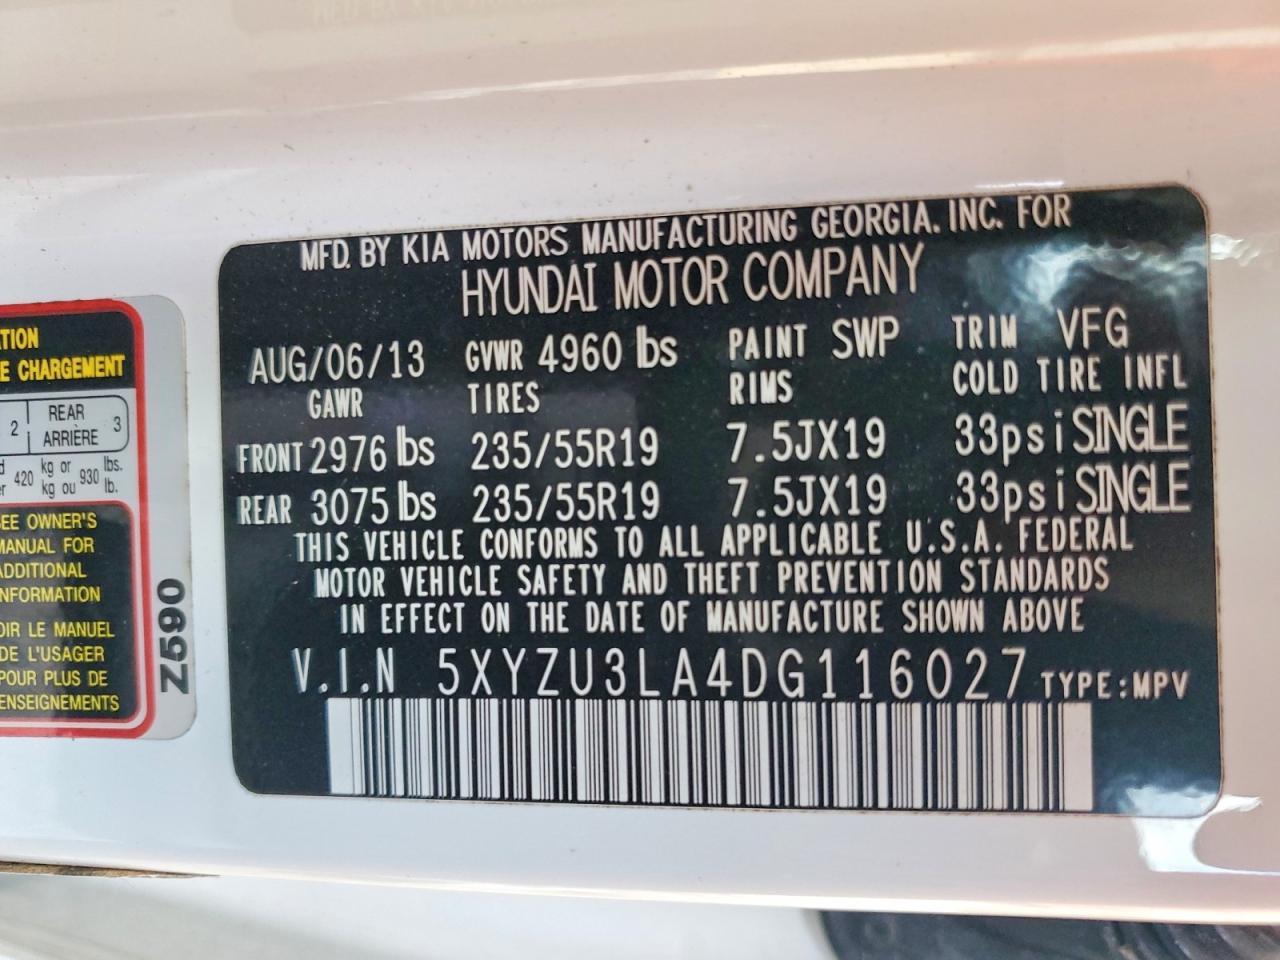 MFD. BY KIA MOTORS MANUFACTURING GEORGIA. INC. FOR
HYUNDAI MOTOR COMPANY
AUG/06/13 GVWR 4960 lbs PAINT SWP TRIM VFG
GAWR TIRES RIMS COLD TIRE INFL
FRONT 2976 lbs 235/55R19 7.5JX19 33psi SINGLE
REAR 3075 lbs 235/55R19 7.5JX19 33psi SINGLE
THIS VEHICLE CONFORMS TO ALL APPLICABLE U.S.A. FEDERAL
MOTOR VEHICLE SAFETY AND THEFT PREVENTION STANDARDS
IN EFFECT ON THE DATE OF MANUFACTURE SHOWN ABOVE
V.I.N 5XYZU3LA4DG116027 TYPE:MPV
TION
E CHARGEMENT
2 REAR 3
ARRIÈRE
420 kg or 930 lbs.
kg ou lb.
EE OWNER'S
MANUAL FOR
ADDITIONAL
NFORMATION
OIR LE MANUEL
DE L'USAGER
POUR PLUS DE
ENSEIGNEMENTS
Z590